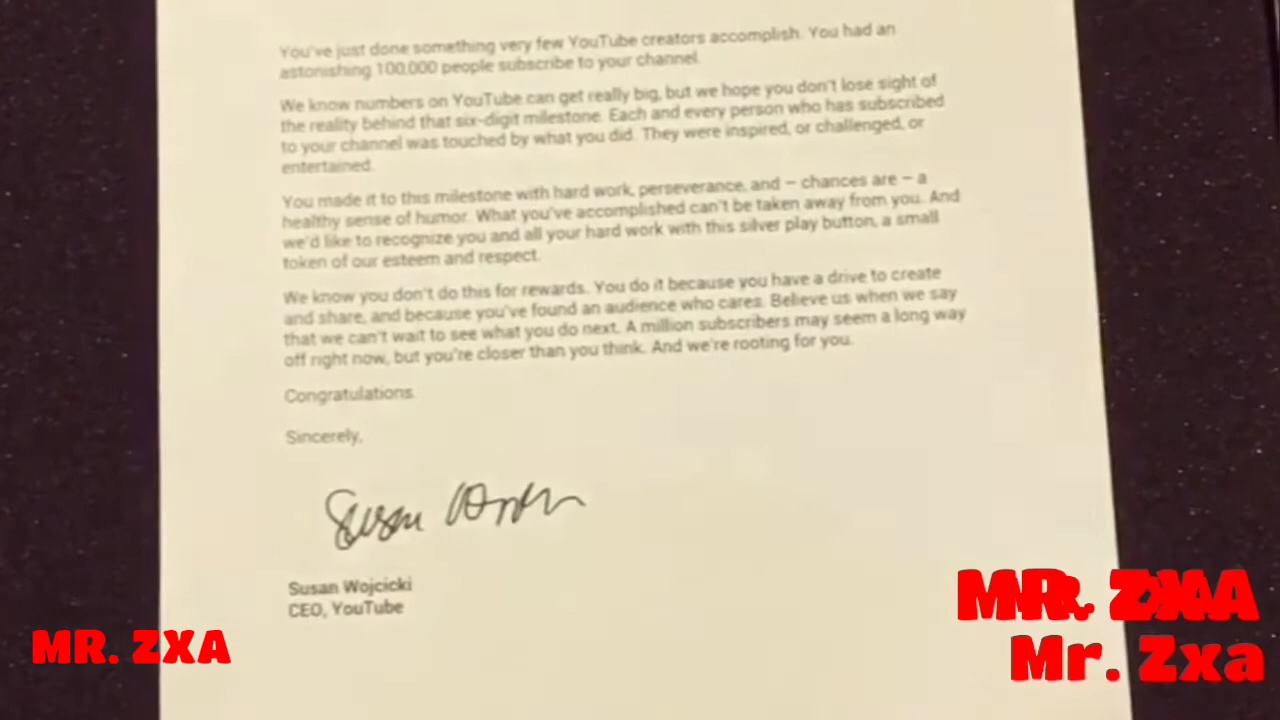 You've just done something very few YouTube creators accomplish. You had an
astonishing 100,000 people subscribe to your channel.
We know numbers on YouTube can get really big, but we hope you don't lose sight of
the reality behind that six-digit milestone. Each and every person who has subscribed
to your channel was touched by what you did. They were inspired, or challenged, or
entertained.
You made it to this milestone with hard work, perseverance, and – chances are – a
healthy sense of humor. What you've accomplished can't be taken away from you. And
we'd like to recognize you and all your hard work with this silver play button, a small
token of our esteem and respect.
We know you don't do this for rewards. You do it because you have a drive to create
and share, and because you've found an audience who cares. Believe us when we say
that we can't wait to see what you do next. A million subscribers may seem a long way
off right now, but you're closer than you think. And we're rooting for you.
Congratulations.
Sincerely,
Susan Wojcicki
CEO, YouTube
MR. ZXA
MR. ZXA
Mr. Zxa